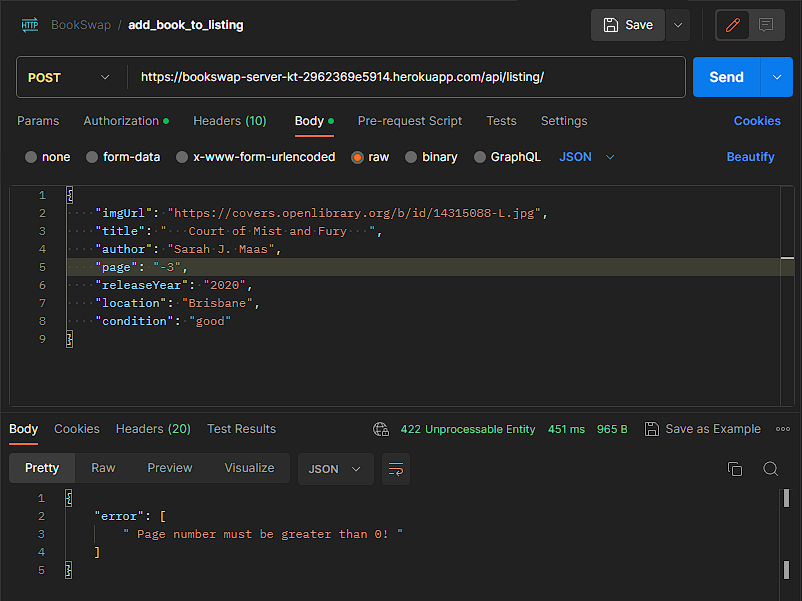 HTTP BookSwap / add_book_to_listing Save
POST https://bookswap-server-kt-2962369e5914.herokuapp.com/api/listing/ Send
Params Authorization Headers (10) Body Pre-request Script Tests Settings Cookies
none form-data x-www-form-urlencoded raw binary GraphQL JSON Beautify
1 {
2 ····"imgUrl":·"https://covers.openlibrary.org/b/id/14315088-L.jpg",
3 ····"title":·"···Court·of·Mist·and·Fury···",
4 ····"author":·"Sarah·J.·Maas",
5 ····"page":·"-3",
6 ····"releaseYear":·"2020",
7 ····"location":·"Brisbane",
8 ····"condition":·"good"
9 }
Body Cookies Headers (20) Test Results 422 Unprocessable Entity 451 ms 965 B Save as Example
Pretty Raw Preview Visualize JSON
1 {
2 "error": [
3 " Page number must be greater than 0! "
4 ]
5 }